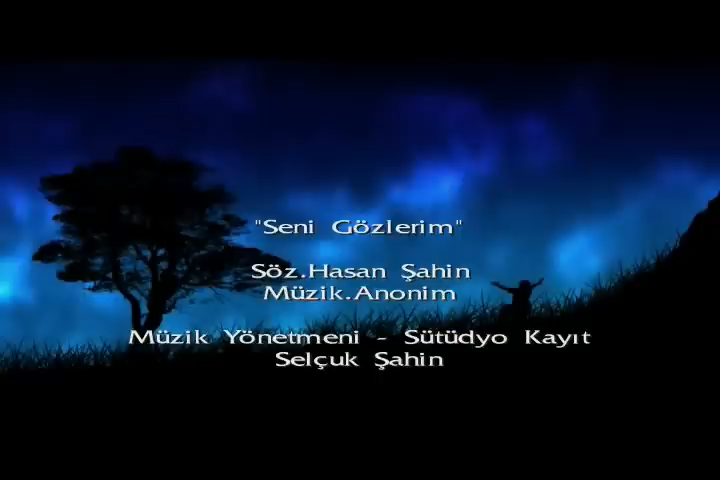 "Seni Gözlerim"
Söz.Hasan Şahin
Müzik.Anonim
Müzik Yönetmeni - Sütüdyo Kayıt
Selçuk Şahin